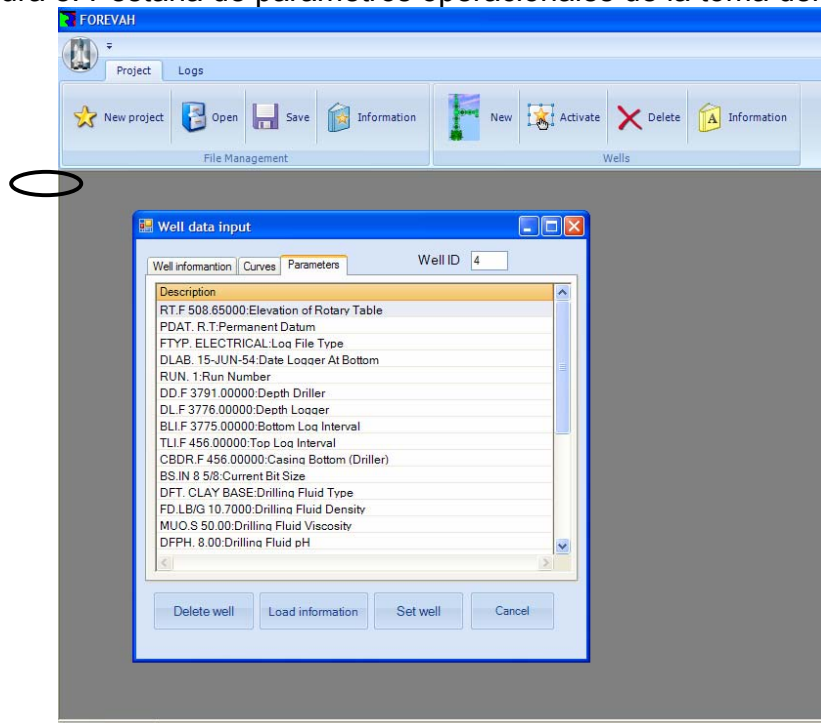 parámetros operacionales de la toma
FOREVAH
Project Logs
New project Open Save Information New Activate Delete Information
File Management Wells
Well data input
Well infomantion Curves Parameters Well ID 4
Description
RT.F 508.65000:Elevation of Rotary Table
PDAT. R.T:Permanent Datum
FTYP. ELECTRICAL:Log File Type
DLAB. 15-JUN-54:Date Logger At Bottom
RUN. 1:Run Number
DD.F 3791.00000:Depth Driller
DL.F 3776.00000:Depth Logger
BLI.F 3775.00000:Bottom Log Interval
TLI.F 456.00000:Top Log Interval
CBDR.F 456.00000:Casing Bottom (Driller)
BS.IN 8 5/8:Current Bit Size
DFT. CLAY BASE:Drilling Fluid Type
FD.LB/G 10.7000:Drilling Fluid Density
MUO.S 50.00:Drilling Fluid Viscosity
DFPH. 8.00:Drilling Fluid pH
Delete well Load information Set well Cancel